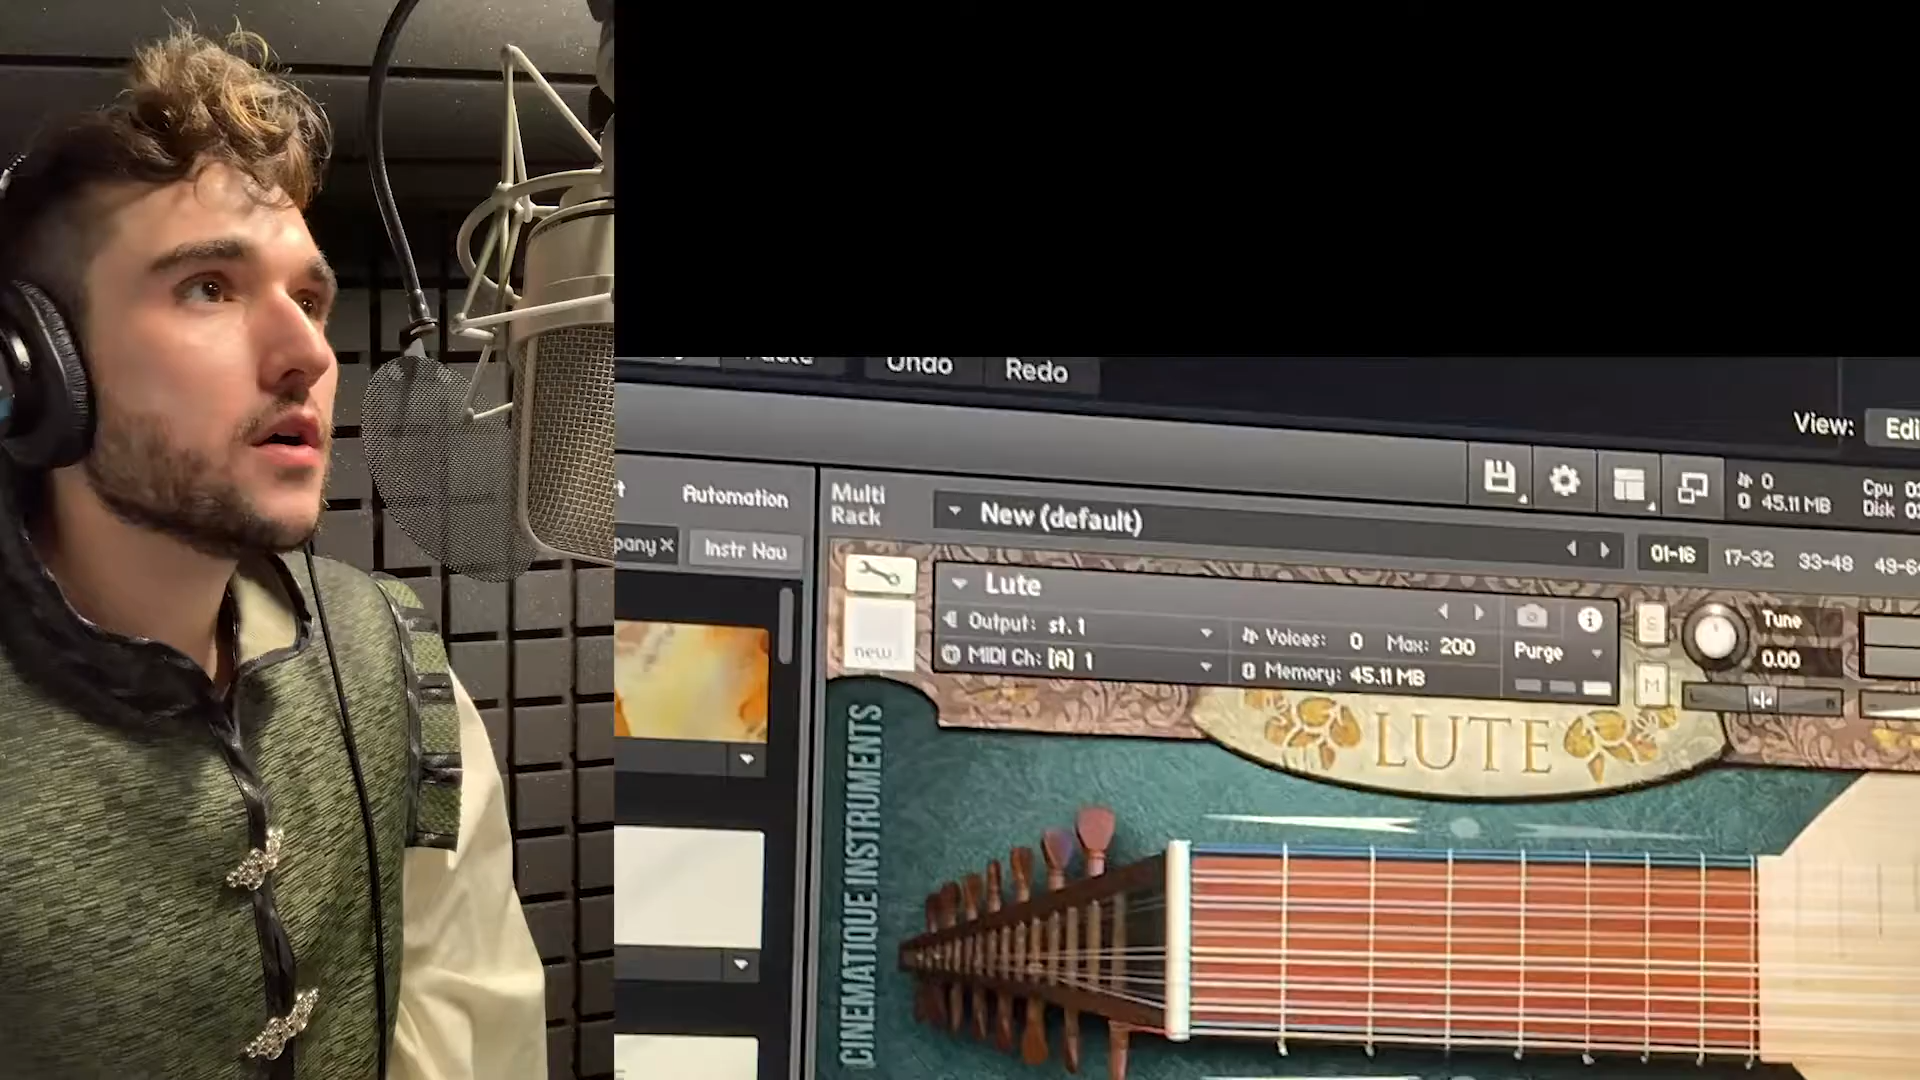 Undo
Redo
View:
Automation
Multi
Rack
New (default)
0
0 45.11 MB
Cpu
Disk
Instr Nav
01-16
17-32
33-48
Lute
Output: st. 1
MIDI Ch: [A] 1
Voices: 0 Max: 200
Memory: 45.11 MB
Purge
S
M
Tune
0.00
L
R
new
LUTE
CINEMATIQUE INSTRUMENTS